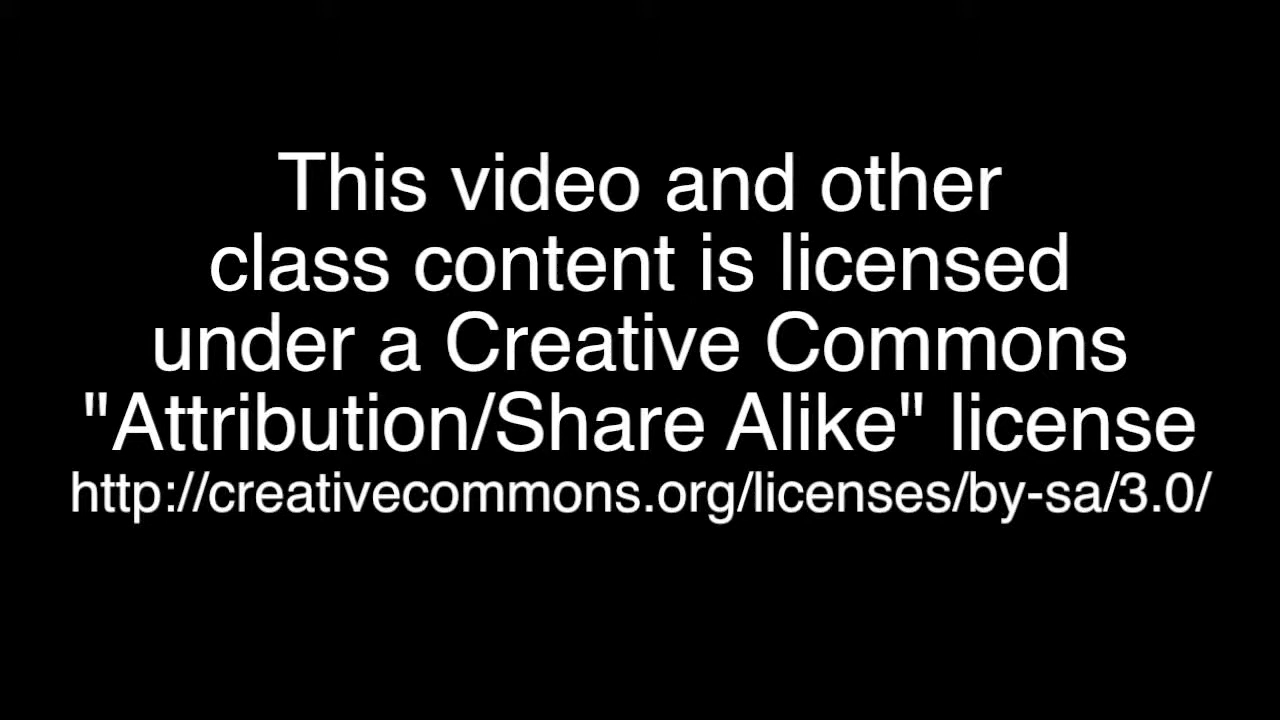 This video and other
class content is licensed
under a Creative Commons
"Attribution/Share Alike" license
http://creativecommons.org/licenses/by-sa/3.0/